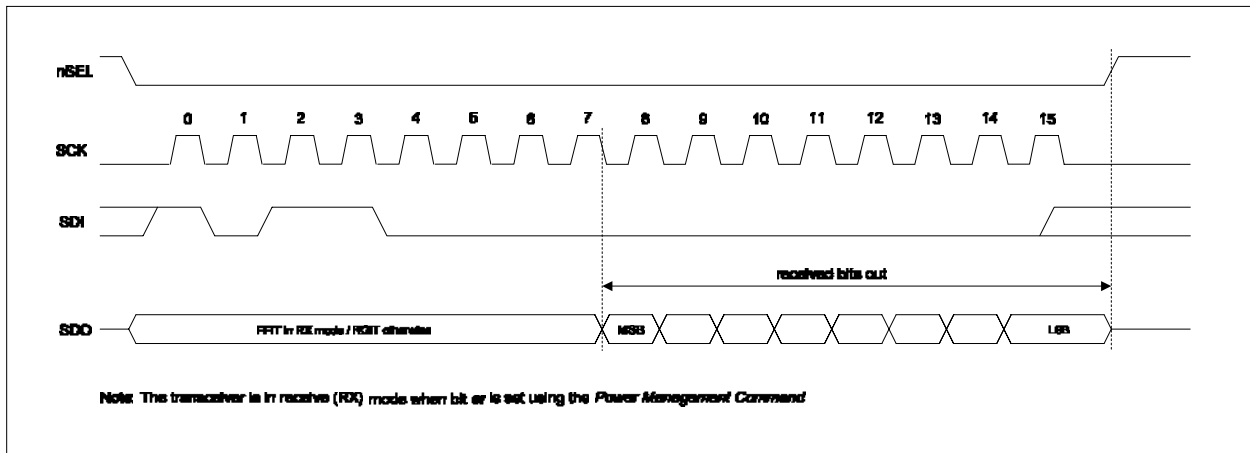 nSEL
0 1 2 3 4 5 6 7 8 9 10 11 12 13 14 15
SCK
SDI
received bits out
SDO
FFIT in RX mode / RGIT otherwise
MSB
LSB
Note: The transceiver is in receive (RX) mode when bit er is set using the Power Management Command